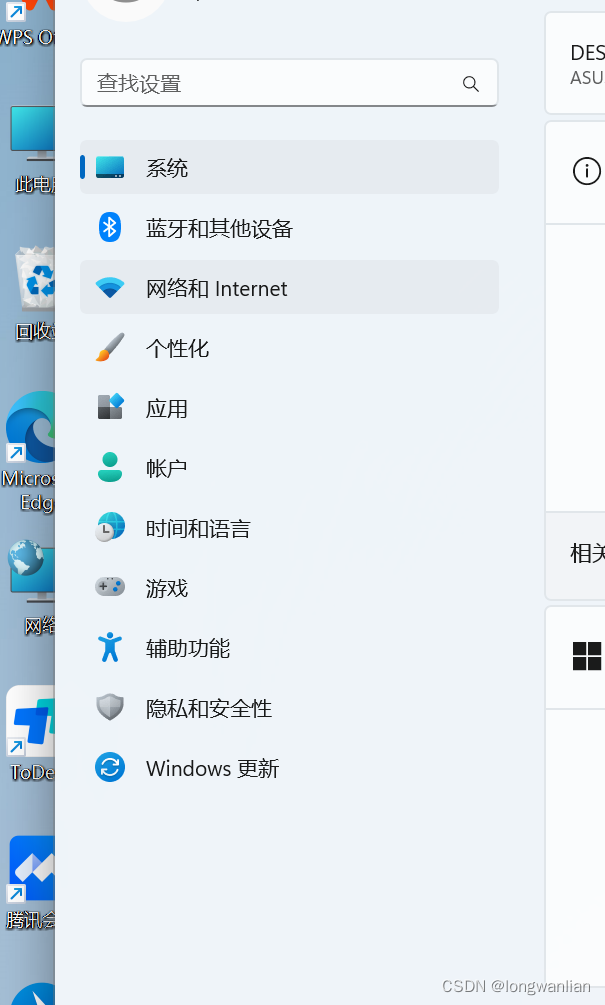 WPS O
此电脑
回收站
Micros
Edg
网络
ToDe
腾讯会
查找设置
系统
蓝牙和其他设备
网络和 Internet
个性化
应用
帐户
时间和语言
游戏
辅助功能
隐私和安全性
Windows 更新
DES
ASU
相关
CSDN @longwanlian